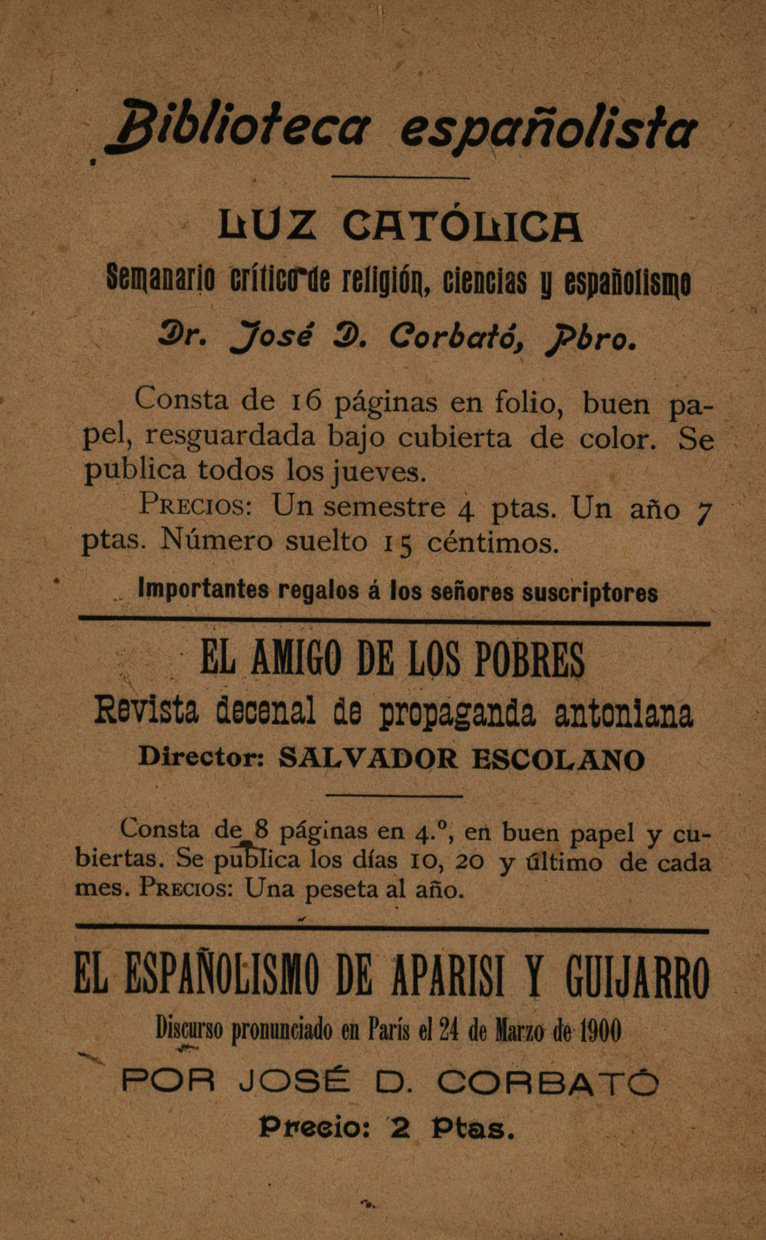 Biblioteca españolista
LUZ CATÓLICA
Semanario crítico de religión, ciencias y españolismo
Dr. José D. Corbató, Pbro.
Consta de 16 páginas en folio, buen pa-
pel, resguardada bajo cubierta de color. Se
publica todos los jueves.
PRECIOS: Un semestre 4 ptas. Un año 7
ptas. Número suelto 15 céntimos.
Importantes regalos á los señores suscriptores
EL AMIGO DE LOS POBRES
Revista decenal de propaganda antoniana
Director: SALVADOR ESCOLANO
Consta de 8 páginas en 4.º, en buen papel y cu-
biertas. Se publica los días 10, 20 y último de cada
mes. PRECIOS: Una peseta al año.
EL ESPAÑOLISMO DE APARISI Y GUIJARRO
Discurso pronunciado en París el 24 de Marzo de 1900
POR JOSÉ D. CORBATÓ
Precio: 2 Ptas.